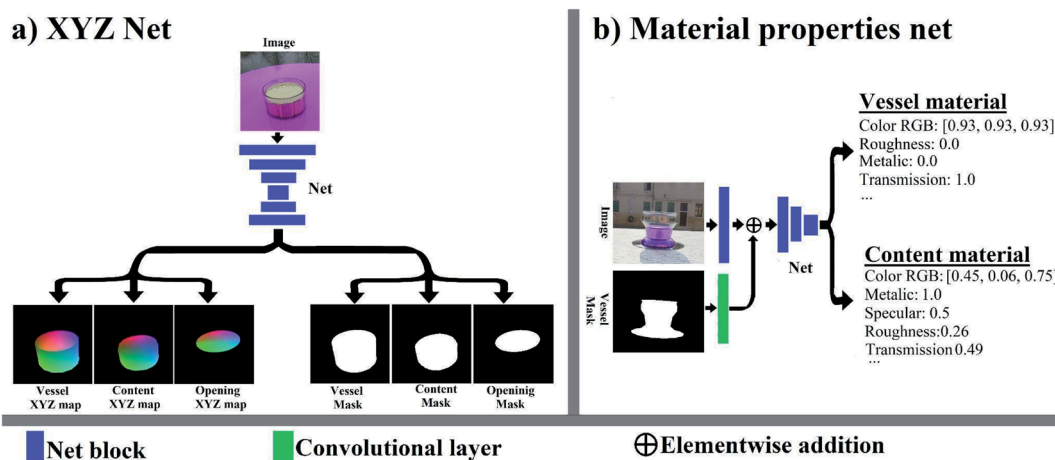 a) XYZ Net
Image
Net
Vessel
XYZ map
Content
XYZ map
Opening
XYZ map
Vessel
Mask
Content
Mask
Openinig
Mask
b) Material properties net
Image
Vessel
Mask
Net
Vessel material
Color RGB: [0.93, 0.93, 0.93]
Roughness: 0.0
Metalic: 0.0
Transmission: 1.0
...
Content material
Color RGB: [0.45, 0.06, 0.75]
Metalic: 1.0
Specular: 0.5
Roughness:0.26
Transmission 0.49
...
Net block
Convolutional layer
Elementwise addition